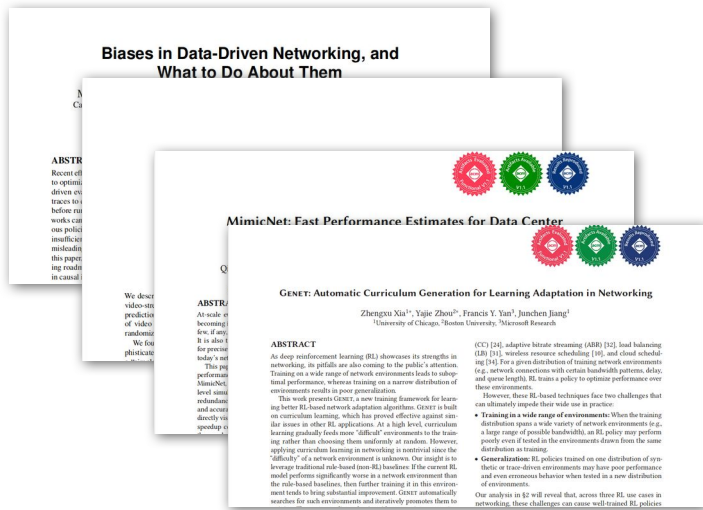 Biases in Data-Driven Networking, and
What to Do About Them
M
Ca
ABSTR
Recent eff
to optimi
driven ev
traces to
before ru
works can
ous polici
insufficien
misleadin
this paper
ing roadm
in causal
We descr
video-str
predictio
of video
randomiz
We fou
phisticate
MimicNet: Fast Performance Estimates for Data Center
Q
ABSTRA
At-scale e
becoming i
few, if any,
It is also t
for precise
today's net
This pap
performanc
MimicNet,
level simu
redundanc
and accura
directly vi
speedup co
GENET: Automatic Curriculum Generation for Learning Adaptation in Networking
Zhengxu Xia¹*, Yajie Zhou²*, Francis Y. Yan³, Junchen Jiang¹
¹University of Chicago, ²Boston University, ³Microsoft Research
ABSTRACT
As deep reinforcement learning (RL) showcases its strengths in
networking, its pitfalls are also coming to the public's attention.
Training on a wide range of network environments leads to subop-
timal performance, whereas training on a narrow distribution of
environments results in poor generalization.
This work presents GENET, a new training framework for learn-
ing better RL-based network adaptation algorithms. GENET is built
on curriculum learning, which has proved effective against sim-
ilar issues in other RL applications. At a high level, curriculum
learning gradually feeds more "difficult" environments to the train-
ing rather than choosing them uniformly at random. However,
applying curriculum learning in networking is nontrivial since the
"difficulty" of a network environment is unknown. Our insight is to
leverage traditional rule-based (non-RL) baselines: If the current RL
model performs significantly worse in a network environment than
the rule-based baselines, then further training it in this environ-
ment tends to bring substantial improvement. GENET automatically
searches for such environments and iteratively promotes them to
(CC) [24], adaptive bitrate streaming (ABR) [32], load balancing
(LB) [31], wireless resource scheduling [10], and cloud schedul-
ing [34]. For a given distribution of training network environments
(e.g., network connections with certain bandwidth patterns, delay,
and queue length), RL trains a policy to optimize performance over
these environments.
However, these RL-based techniques face two challenges that
can ultimately impede their wide use in practice:
• Training in a wide range of environments: When the training
distribution spans a wide variety of network environments (e.g.,
a large range of possible bandwidth), an RL policy may perform
poorly even if tested in the environments drawn from the same
distribution as training.
• Generalization: RL policies trained on one distribution of syn-
thetic or trace-driven environments may have poor performance
and even erroneous behavior when tested in a new distribution
of environments.
Our analysis in §2 will reveal that, across three RL use cases in
networking, these challenges can cause well-trained RL policies